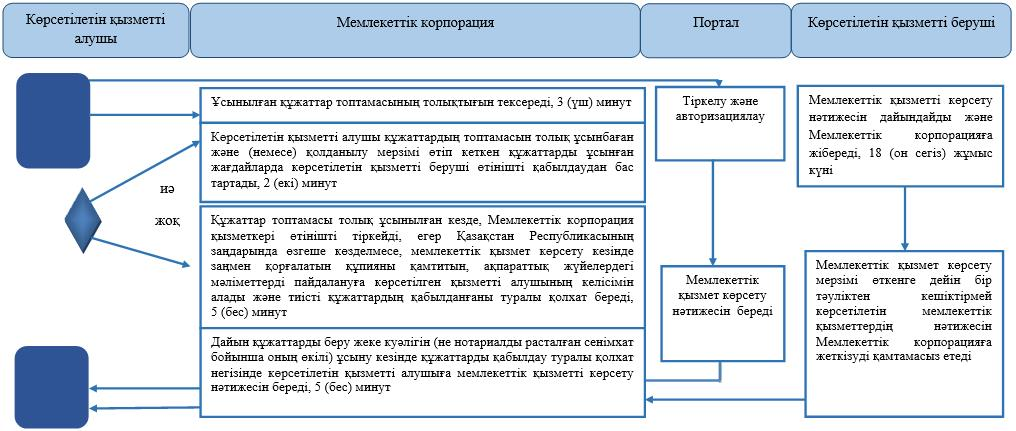 Көрсетілетін қызметті
алушы
Мемлекеттік корпорация
Портал
Көрсетілетін қызметті беруші
Ұсынылған құжаттар топтамасының толықтығын тексереді, 3 (үш) минут
Көрсетілетін қызметті алушы құжаттардың топтамасын толық ұсынбаған
және (немесе) қолданылу мерзімі өтіп кеткен құжаттарды ұсынған
жағдайларда көрсетілетін қызметті беруші өтінішті қабылдаудан бас
тартады, 2 (екі) минут
иә
жоқ
Құжаттар топтамасы толық ұсынылған кезде, Мемлекеттік корпорация
қызметкері өтінішті тіркейді, егер Қазақстан Республикасының
заңдарында өзгеше көзделмесе, мемлекеттік қызмет көрсету кезінде
заңмен қорғалатын құпияны қамтитын, ақпараттық жүйелердегі
мәліметтерді пайдалануға көрсетілген қызметті алушының келісімін
алады және тиісті құжаттардың қабылданғаны туралы қолхат береді,
5 (бес) минут
Дайын құжаттарды беру жеке куәлігін (не нотариалды расталған сенімхат
бойынша оның өкілі) ұсыну кезінде құжаттарды қабылдау туралы қолхат
негізінде көрсетілетін қызметті алушыға мемлекеттік қызметті көрсету
нәтижесін береді, 5 (бес) минут
Тіркелу және
авторизациялау
Мемлекеттік
қызмет көрсету
нәтижесін береді
Мемлекеттік қызметті көрсету
нәтижесін дайындайды және
Мемлекеттік корпорацияға
жібереді, 18 (он сегіз) жұмыс
күні
Мемлекеттік қызмет көрсету
мерзімі өткенге дейін бір
тәуліктен кешіктірмей
көрсетілетін мемлекеттік
қызметтердің нәтижесін
Мемлекеттік корпорацияға
жеткізуді қамтамасыз етеді